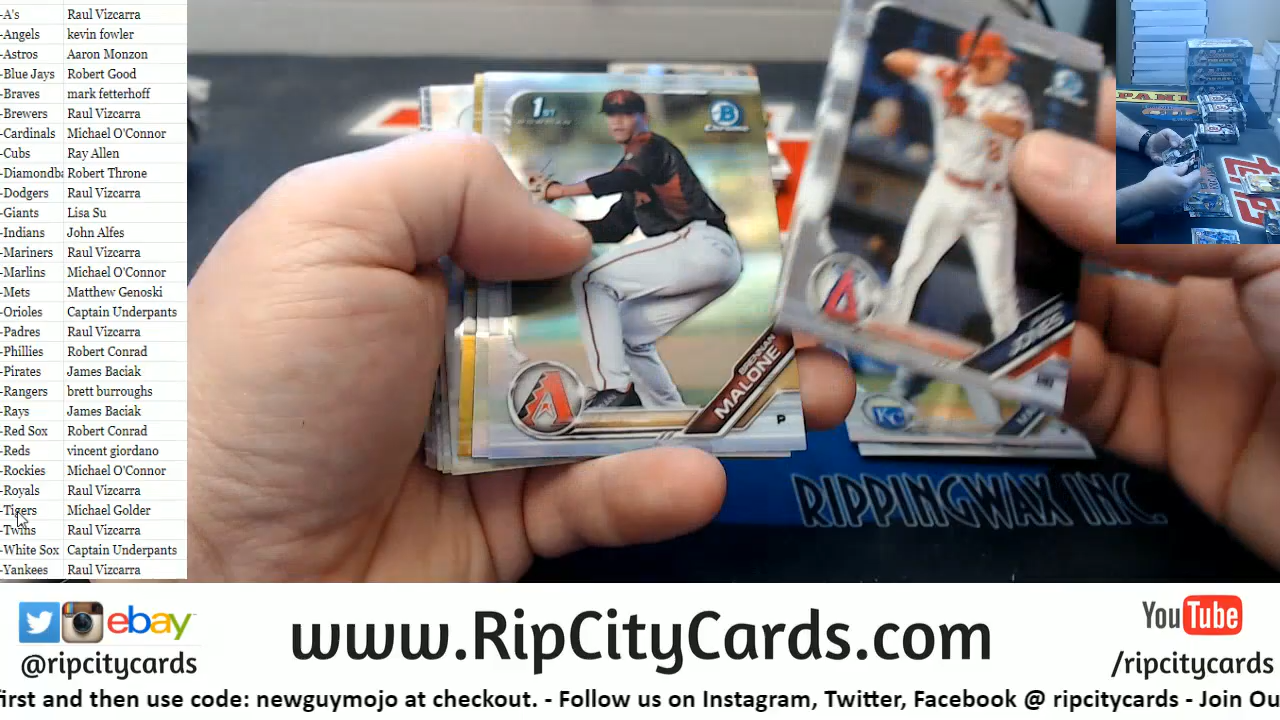 -A's Raul Vizcarra
-Angels kevin fowler
-Astros Aaron Monzon
-Blue Jays Robert Good
-Braves mark fetterhoff
-Brewers Raul Vizcarra
-Cardinals Michael O'Connor
-Cubs Ray Allen
-Diamondba Robert Throne
-Dodgers Raul Vizcarra
-Giants Lisa Su
-Indians John Alfes
-Mariners Raul Vizcarra
-Marlins Michael O'Connor
-Mets Matthew Genoski
-Orioles Captain Underpants
-Padres Raul Vizcarra
-Phillies Robert Conrad
-Pirates James Baciak
-Rangers brett burroughs
-Rays James Baciak
-Red Sox Robert Conrad
-Reds vincent giordano
-Rockies Michael O'Connor
-Royals Raul Vizcarra
-Tigers Michael Golder
-Twins Raul Vizcarra
-White Sox Captain Underpants
-Yankees Raul Vizcarra
1ST
BOWMAN
B
Chrome
BRENNAN
MALONE
P
JONES
KC
RIPPINGWAX INC.
ebay
@ripcitycards
www.RipCityCards.com
YouTube
/ripcitycards
first and then use code: newguymojo at checkout. - Follow us on Instagram, Twitter, Facebook @ ripcitycards - Join Ou